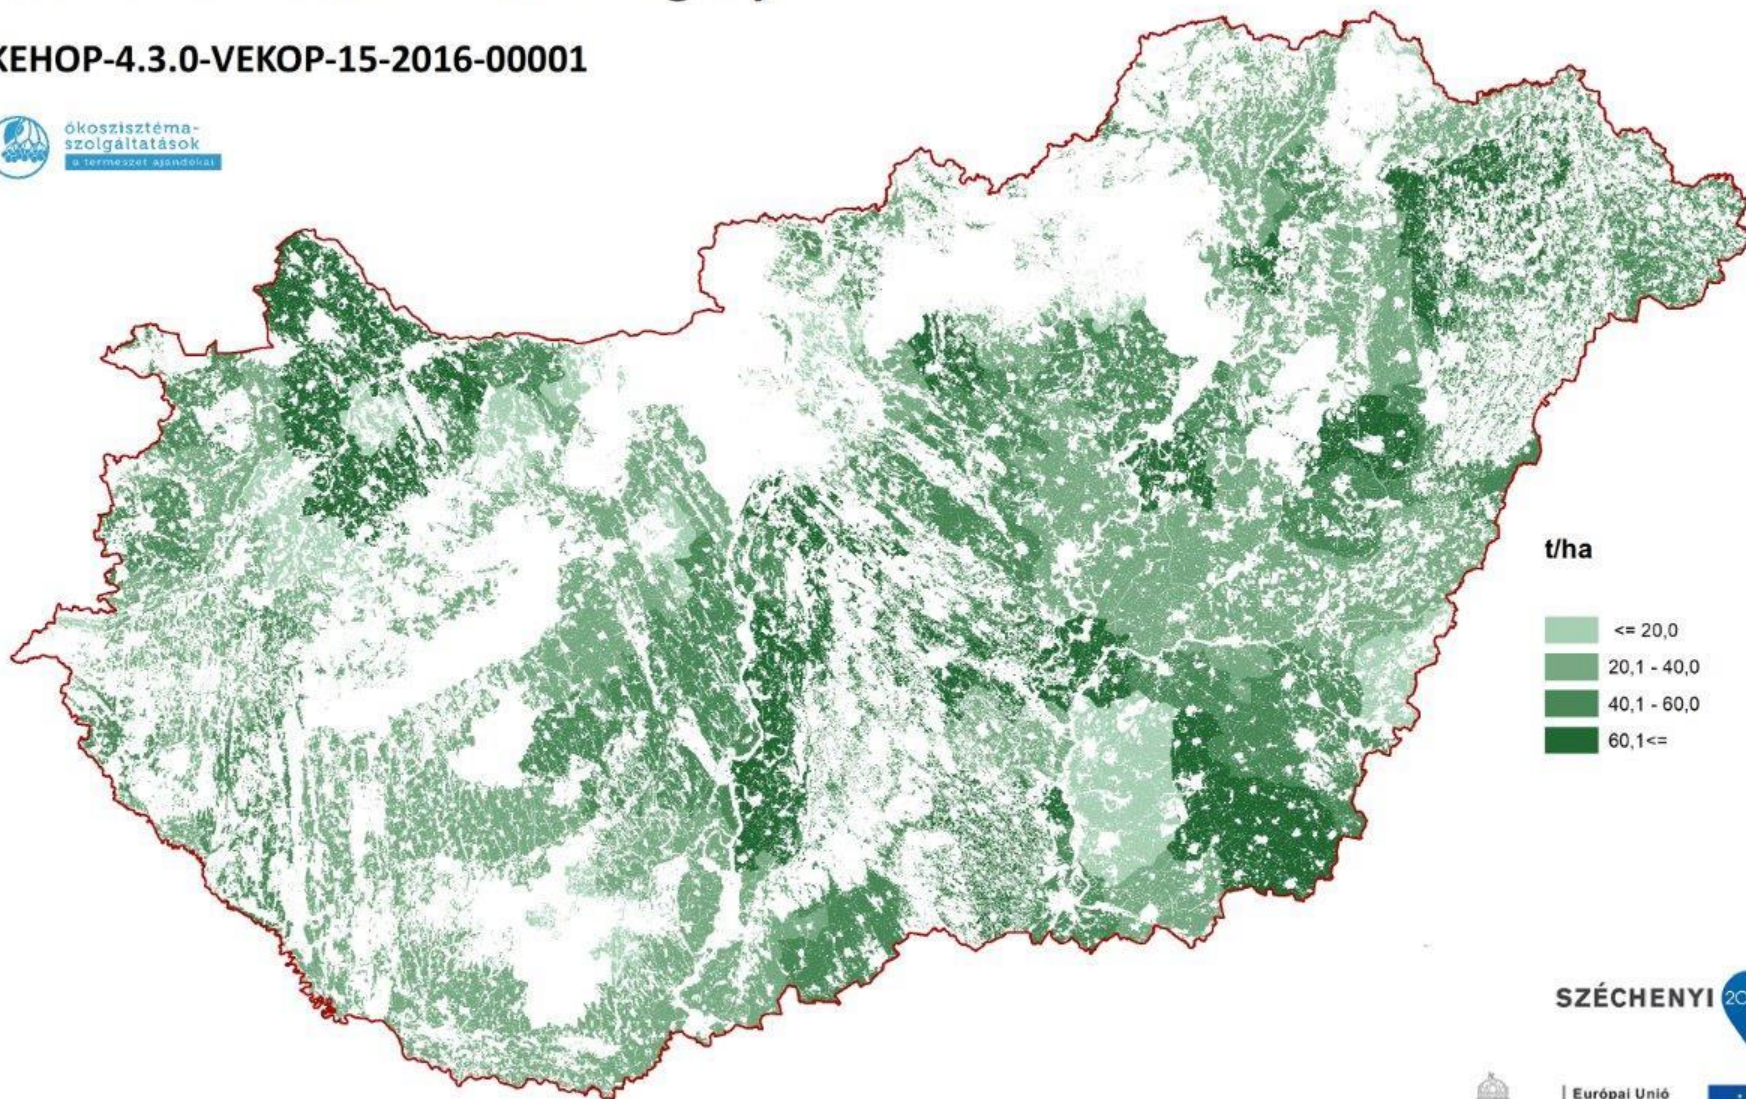 KEHOP-4.3.0-VEKOP-15-2016-00001
ökoszisztéma-
szolgáltatások
a természet ajándékai
t/ha
<= 20,0
20,1 - 40,0
40,1 - 60,0
60,1<=
SZÉCHENYI
Európai Unió